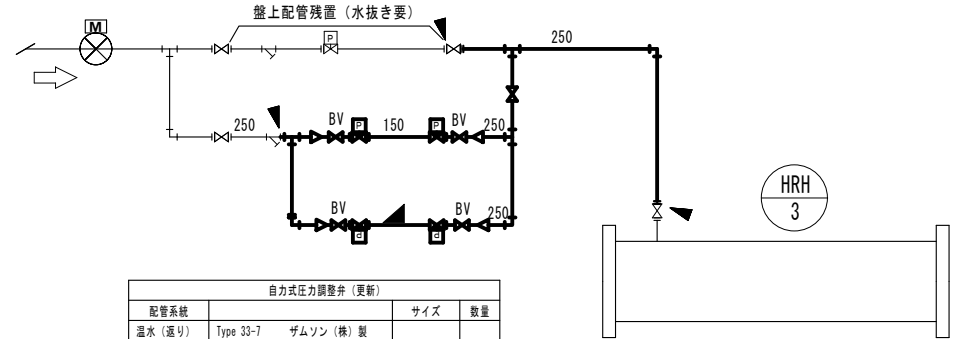 盤上配管残置（水抜き要）
M
P
250
250
BV
P
150
P
BV
250
BV
P
P
BV
250
HRH
3
自力式圧力調整弁（更新）
配管系統 サイズ 数量
温水（返り） Type 33-7 ザムソン（株）製